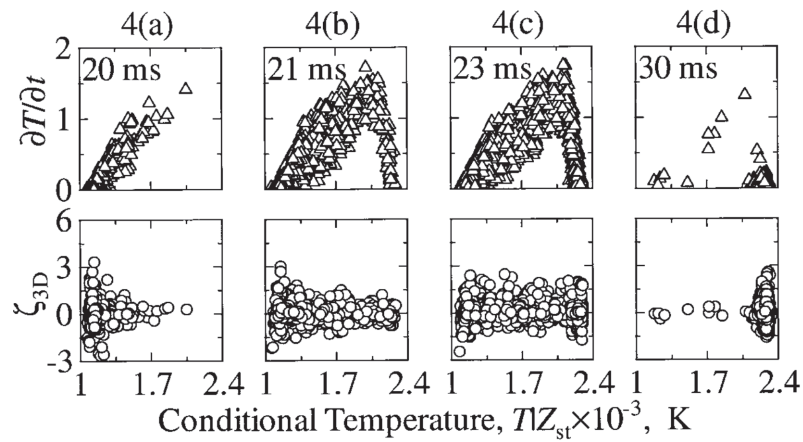 4(a) 4(b) 4(c) 4(d)
2
20 ms 21 ms 23 ms 30 ms
∂T/∂t
1
0
6
3
ζ3D
0
-3
1 1.7 2.4 1 1.7 2.4 1 1.7 2.4 1 1.7 2.4
Conditional Temperature, T|Zst×10-3, K